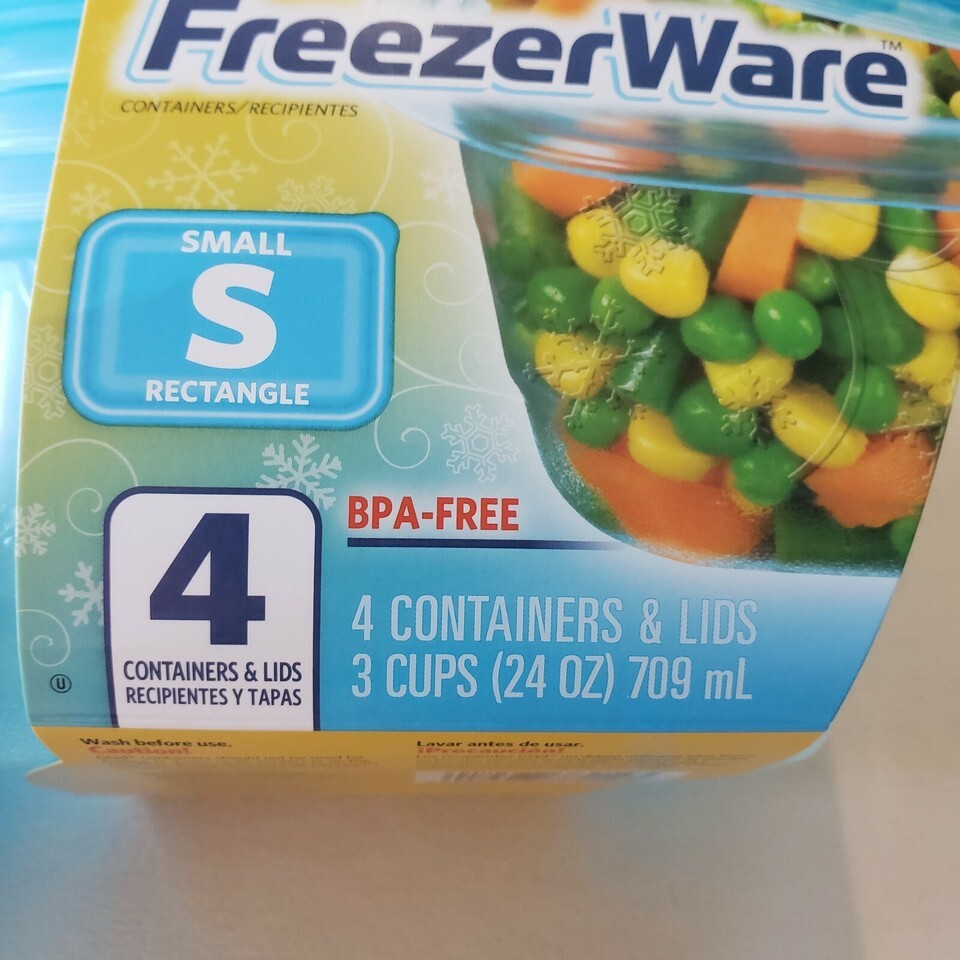 FreezerWare™
CONTAINERS/RECIPIENTES
SMALL
S
RECTANGLE
BPA-FREE
4
CONTAINERS & LIDS
RECIPIENTES Y TAPAS
4 CONTAINERS & LIDS
3 CUPS (24 OZ) 709 mL
U
Wash before use.
Caution!
Lavar antes de usar.
¡Precaución!